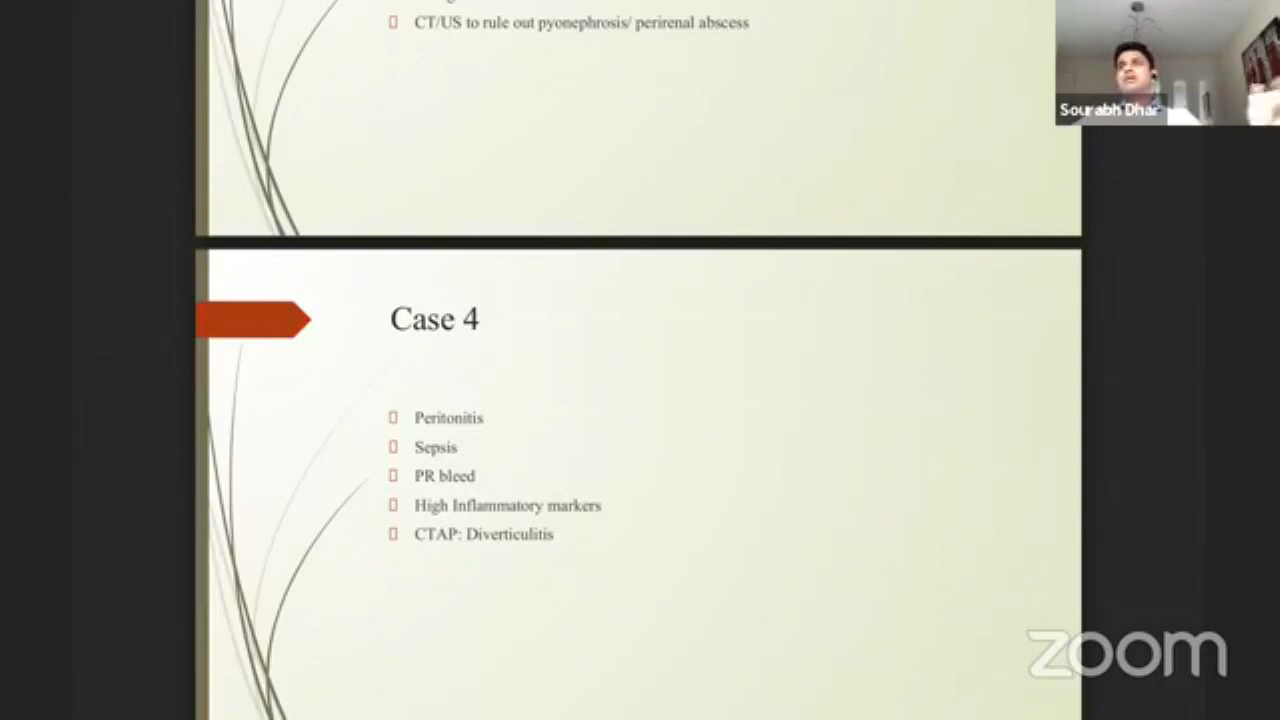 CT/US to rule out pyonephrosis/ perirenal abscess
Sourabh Dhar
Case 4
Peritonitis
Sepsis
PR bleed
High Inflammatory markers
CTAP: Diverticulitis
zoom